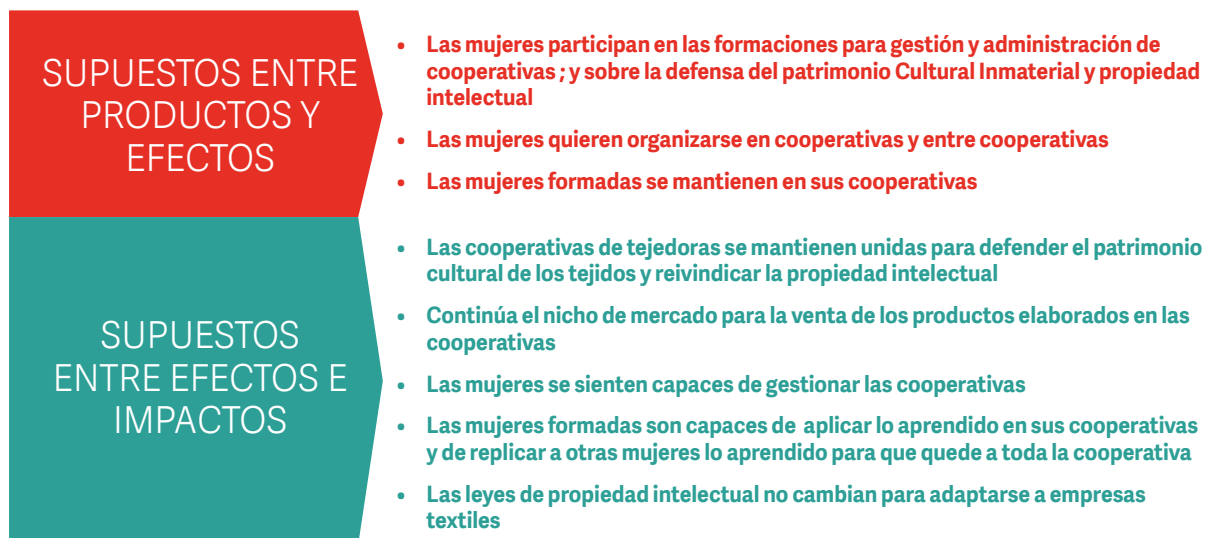 SUPUESTOS ENTRE
PRODUCTOS Y
EFECTOS
• Las mujeres participan en las formaciones para gestión y administración de
cooperativas ; y sobre la defensa del patrimonio Cultural Inmaterial y propiedad
intelectual
• Las mujeres quieren organizarse en cooperativas y entre cooperativas
• Las mujeres formadas se mantienen en sus cooperativas
SUPUESTOS
ENTRE EFECTOS E
IMPACTOS
• Las cooperativas de tejedoras se mantienen unidas para defender el patrimonio
cultural de los tejidos y reivindicar la propiedad intelectual
• Continúa el nicho de mercado para la venta de los productos elaborados en las
cooperativas
• Las mujeres se sienten capaces de gestionar las cooperativas
• Las mujeres formadas son capaces de  aplicar lo aprendido en sus cooperativas
y de replicar a otras mujeres lo aprendido para que quede a toda la cooperativa
• Las leyes de propiedad intelectual no cambian para adaptarse a empresas
textiles